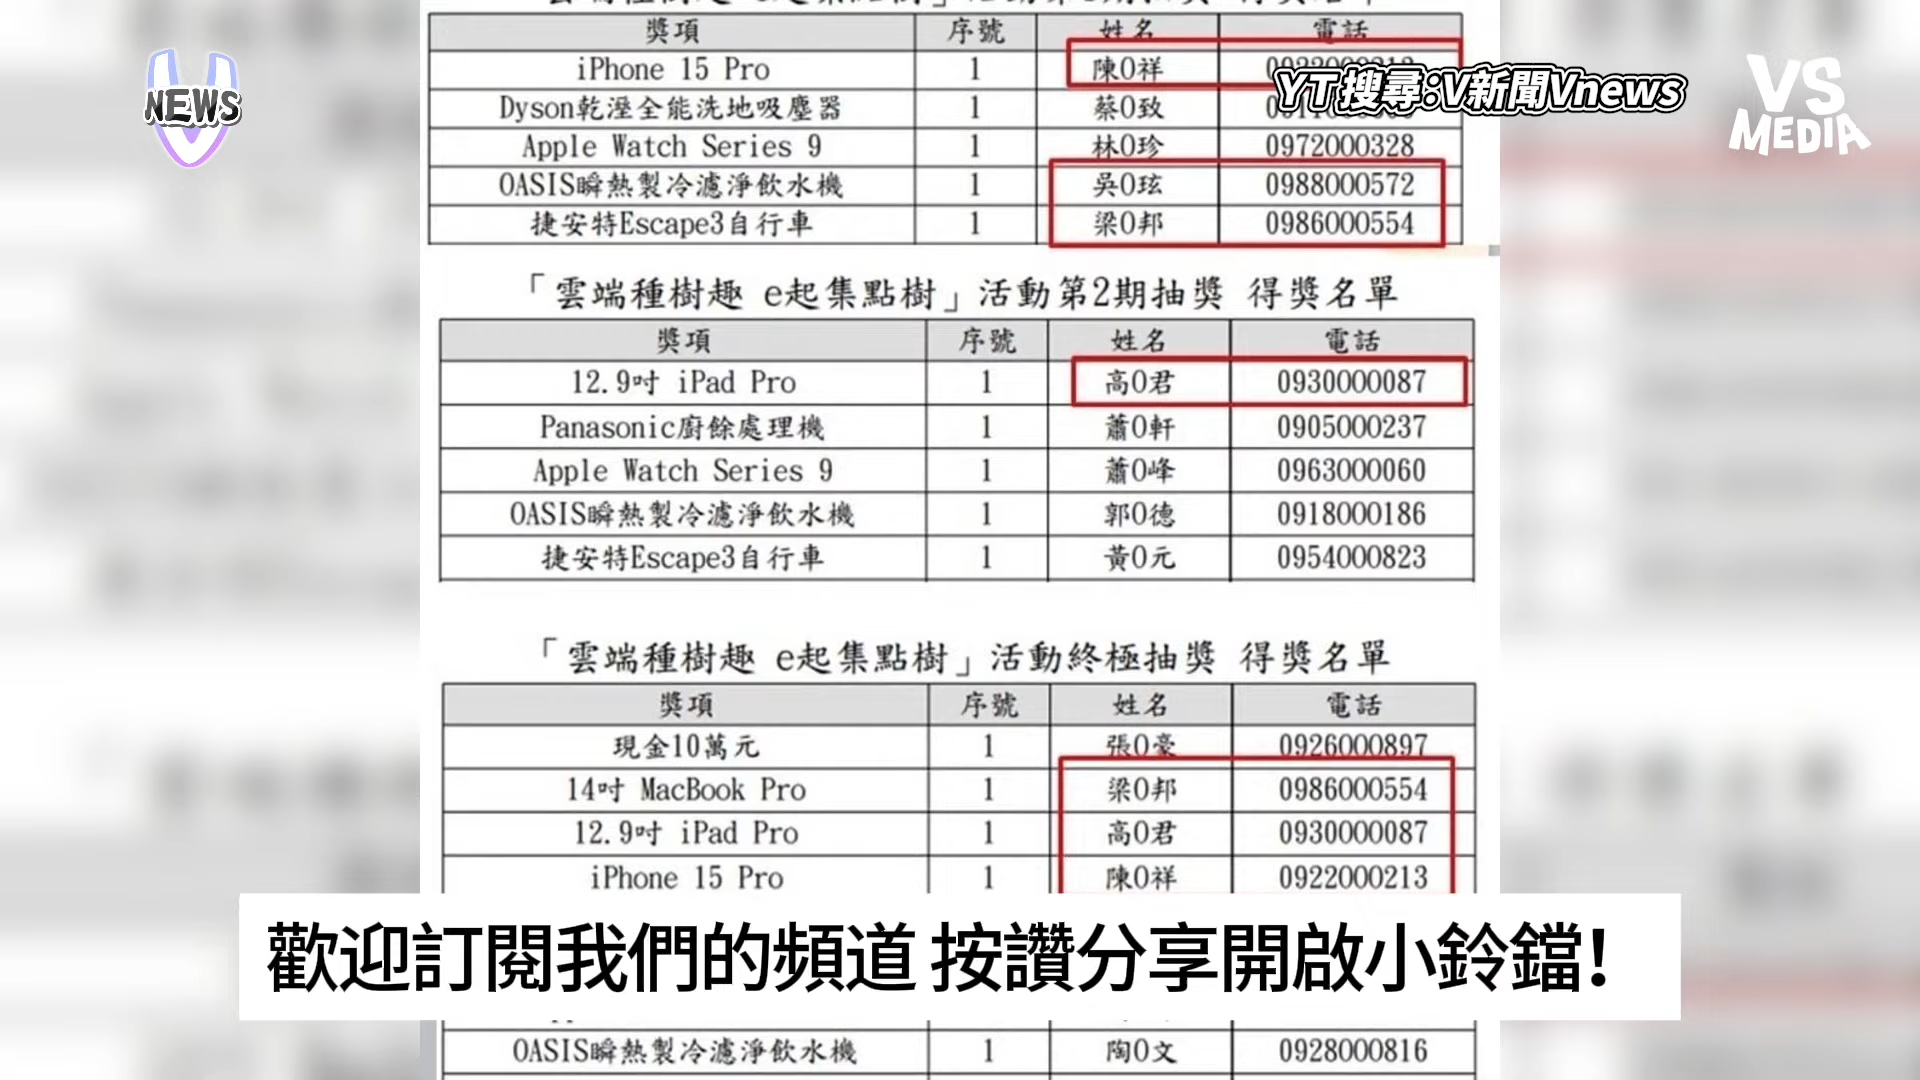 獎項 序號 姓名 電話
iPhone 15 Pro 1 陳O祥
Dyson乾溼全能洗地吸塵器 1 蔡O致
Apple Watch Series 9 1 林O珍 0972000328
OASIS瞬熱製冷濾淨飲水機 1 吳O玹 0988000572
捷安特Escape3自行車 1 梁O邦 0986000554
NEWS
YT搜尋:V新聞Vnews
VS
MEDIA
「雲端種樹趣 e起集點樹」活動第2期抽獎 得獎名單
獎項 序號 姓名 電話
12.9吋 iPad Pro 1 高O君 0930000087
Panasonic廚餘處理機 1 蕭O軒 0905000237
Apple Watch Series 9 1 蕭O峰 0963000060
OASIS瞬熱製冷濾淨飲水機 1 郭O德 0918000186
捷安特Escape3自行車 1 黃O元 0954000823
「雲端種樹趣 e起集點樹」活動終極抽獎 得獎名單
獎項 序號 姓名 電話
現金10萬元 1 張O豪 0926000897
14吋 MacBook Pro 1 梁O邦 0986000554
12.9吋 iPad Pro 1 高O君 0930000087
iPhone 15 Pro 1 陳O祥 0922000213
歡迎訂閱我們的頻道 按讚分享開啟小鈴鐺！
OASIS瞬熱製冷濾淨飲水機 1 陶O文 0928000816